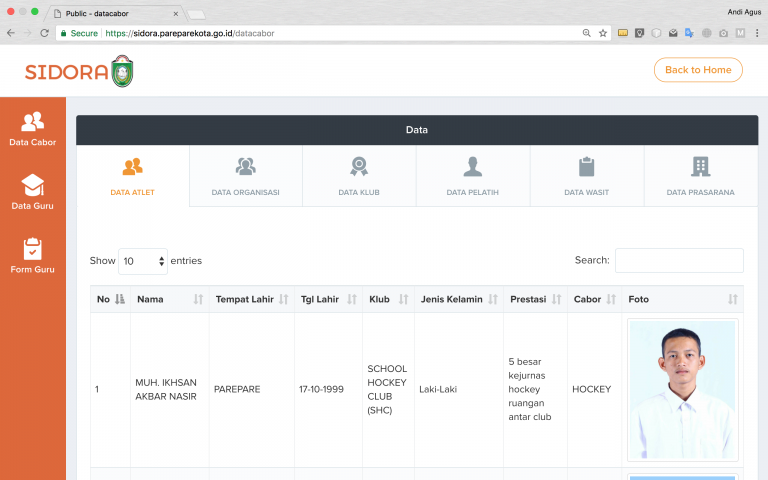 Public - datacabor
Andi Agus
Secure https://sidora.pareparekota.go.id/datacabor
SIDORA
Back to Home
Data Cabor
Data Guru
Form Guru
Data
DATA ATLET DATA ORGANISASI DATA KLUB DATA PELATIH DATA WASIT DATA PRASARANA
Show 10 entries
Search:
No Nama Tempat Lahir Tgl Lahir Klub Jenis Kelamin Prestasi Cabor Foto
1
MUH. IKHSAN
AKBAR NASIR
PAREPARE
17-10-1999
SCHOOL
HOCKEY
CLUB
(SHC)
Laki-Laki
5 besar
kejurnas
hockey
ruangan
antar club
HOCKEY